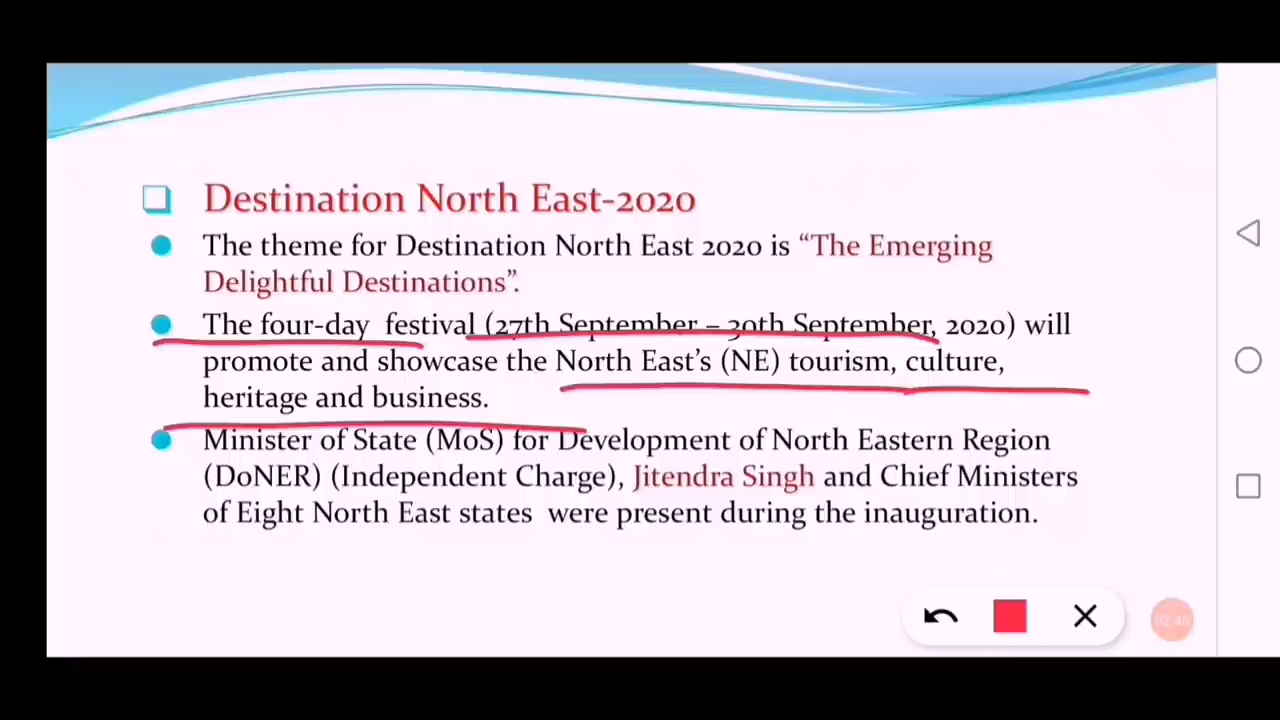 Destination North East-2020
The theme for Destination North East 2020 is “The Emerging
Delightful Destinations”.
The four-day festival (27th September – 30th September, 2020) will
promote and showcase the North East’s (NE) tourism, culture,
heritage and business.
Minister of State (MoS) for Development of North Eastern Region
(DoNER) (Independent Charge), Jitendra Singh and Chief Ministers
of Eight North East states were present during the inauguration.